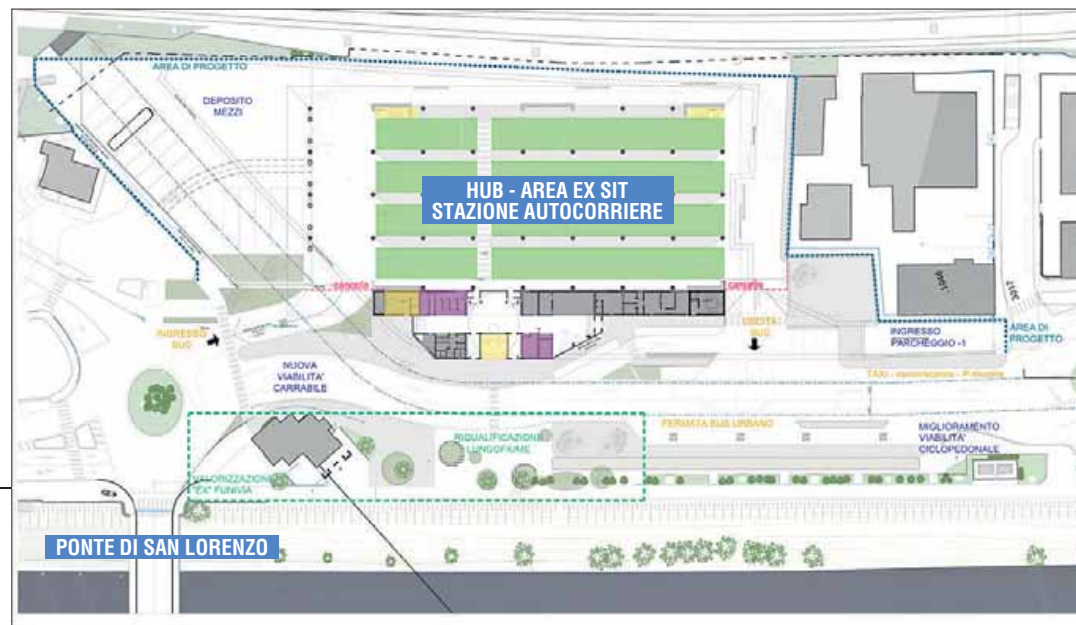 AREA DI PROGETTO
DEPOSITO
MEZZI
HUB - AREA EX SIT
STAZIONE AUTOCORRIERE
INGRESSO
BUS
USCITA
BUS
INGRESSO
PARCHEGGIO -1
AREA DI
PROGETTO
NUOVA
VIABILITA'
CARRABILE
FERMATA BUS URBANO
MIGLIORAMENTO
VIABILITA'
CICLOPEDONALE
RIQUALIFICAZIONE
LUNGOFIUME
VALORIZZAZIONE
"EX" FUNIVIA
PONTE DI SAN LORENZO